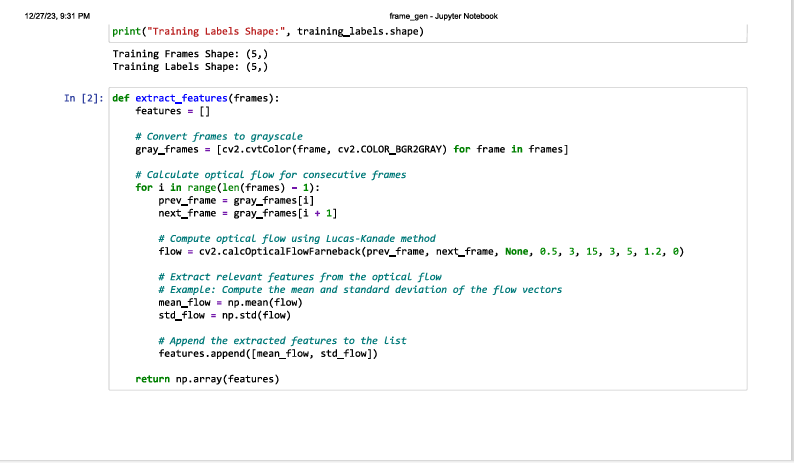 12/27/23, 9:31 PM frame_gen - Jupyter Notebook
print("Training Labels Shape:", training_labels.shape)
Training Frames Shape: (5,)
Training Labels Shape: (5,)
In [2]: def extract_features(frames):
features = []
# Convert frames to grayscale
gray_frames = [cv2.cvtColor(frame, cv2.COLOR_BGR2GRAY) for frame in frames]
# Calculate optical flow for consecutive frames
for i in range(len(frames) - 1):
prev_frame = gray_frames[i]
next_frame = gray_frames[i + 1]
# Compute optical flow using Lucas-Kanade method
flow = cv2.calcOpticalFlowFarneback(prev_frame, next_frame, None, 0.5, 3, 15, 3, 5, 1.2, 0)
# Extract relevant features from the optical flow
# Example: Compute the mean and standard deviation of the flow vectors
mean_flow = np.mean(flow)
std_flow = np.std(flow)
# Append the extracted features to the list
features.append([mean_flow, std_flow])
return np.array(features)